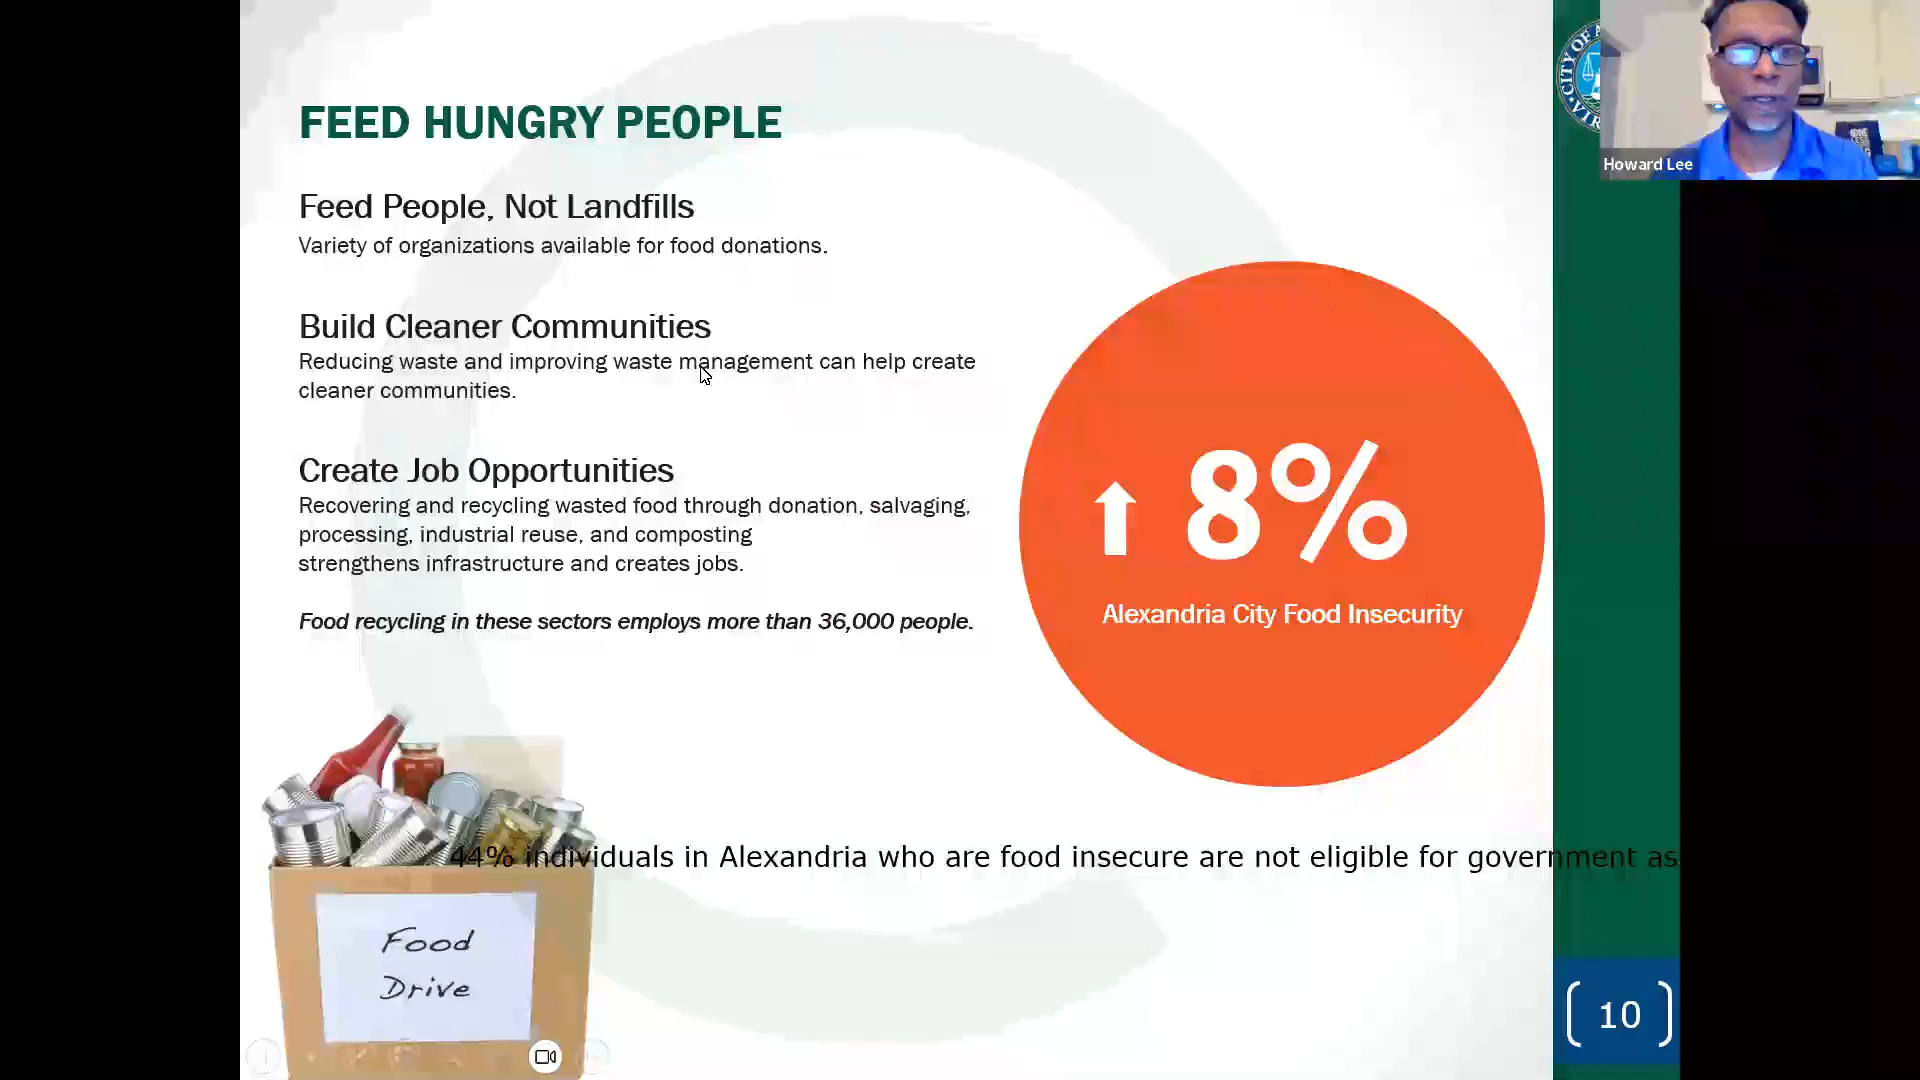 FEED HUNGRY PEOPLE
Feed People, Not Landfills
Variety of organizations available for food donations.
Build Cleaner Communities
Reducing waste and improving waste management can help create
cleaner communities.
Create Job Opportunities
Recovering and recycling wasted food through donation, salvaging,
processing, industrial reuse, and composting
strengthens infrastructure and creates jobs.
Food recycling in these sectors employs more than 36,000 people.
8%
Alexandria City Food Insecurity
44% individuals in Alexandria who are food insecure are not eligible for government as
Food
Drive
10
CITY OF A
VIR
Howard Lee